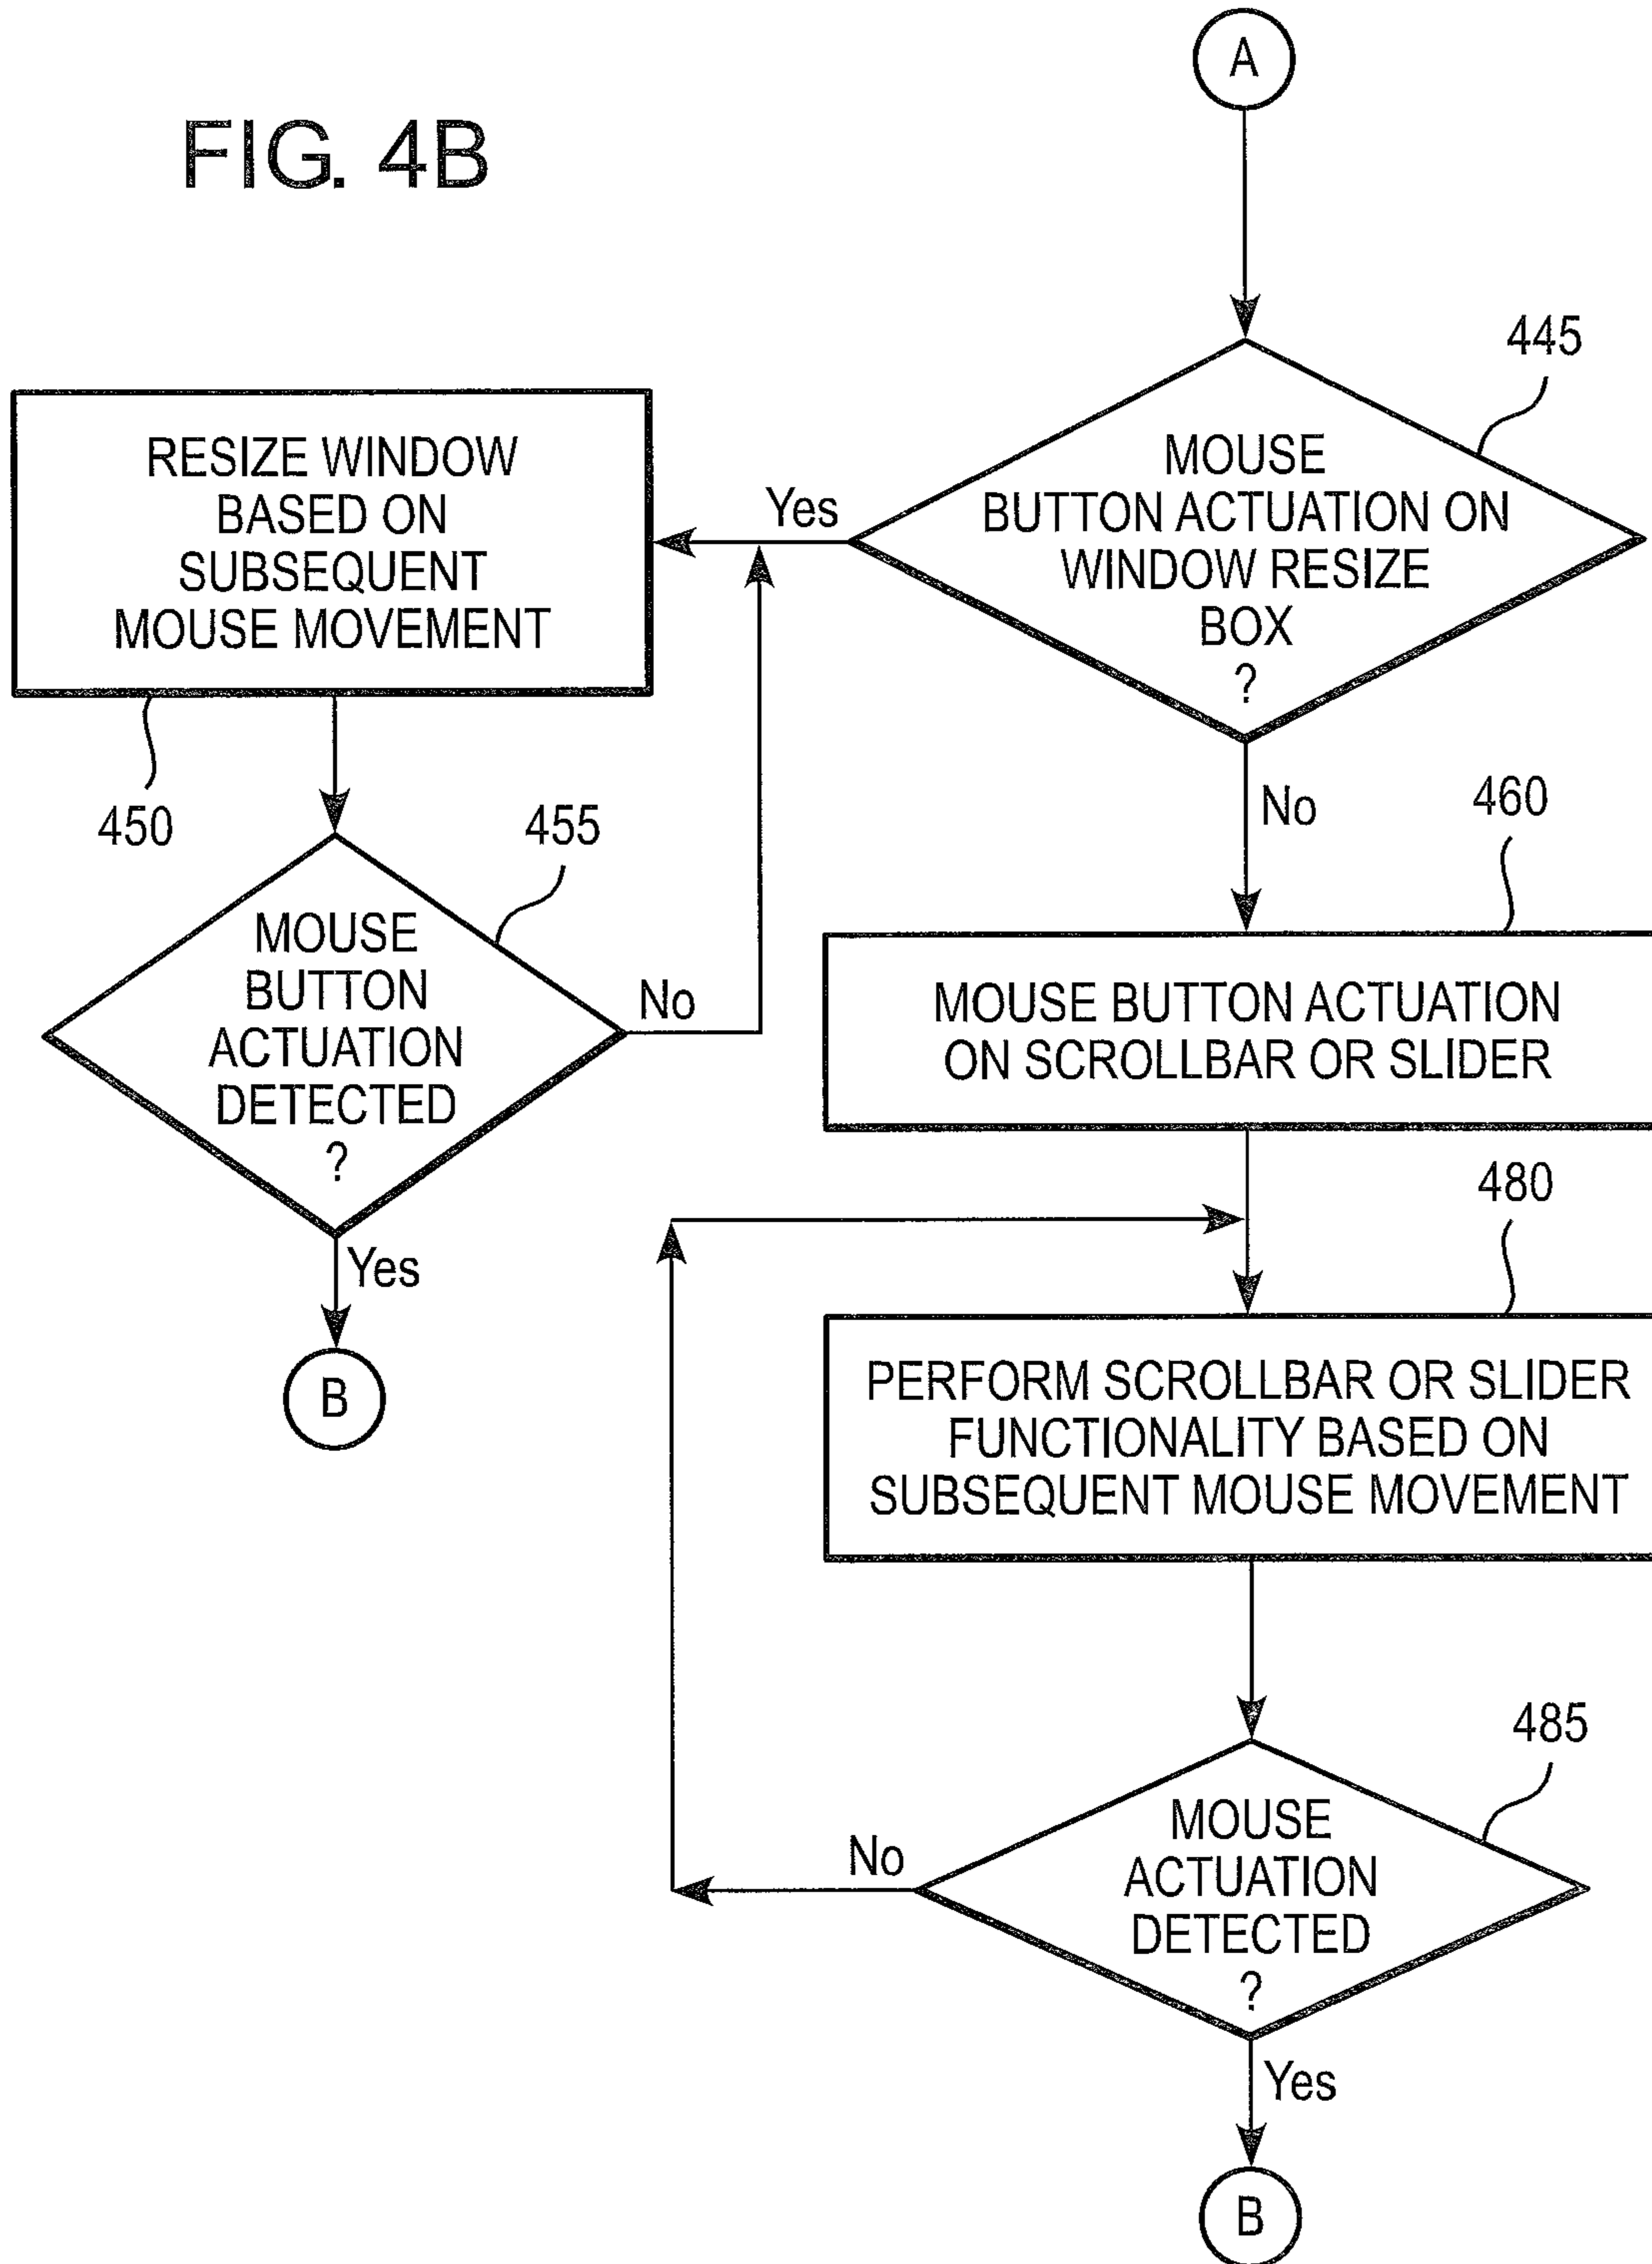 FIG. 4B
A
445
MOUSE
BUTTON ACTUATION ON
WINDOW RESIZE
BOX
?
Yes
No
RESIZE WINDOW
BASED ON
SUBSEQUENT
MOUSE MOVEMENT
450
455
MOUSE
BUTTON
ACTUATION
DETECTED
?
No
Yes
B
460
MOUSE BUTTON ACTUATION
ON SCROLLBAR OR SLIDER
480
PERFORM SCROLLBAR OR SLIDER
FUNCTIONALITY BASED ON
SUBSEQUENT MOUSE MOVEMENT
485
MOUSE
ACTUATION
DETECTED
?
No
Yes
B